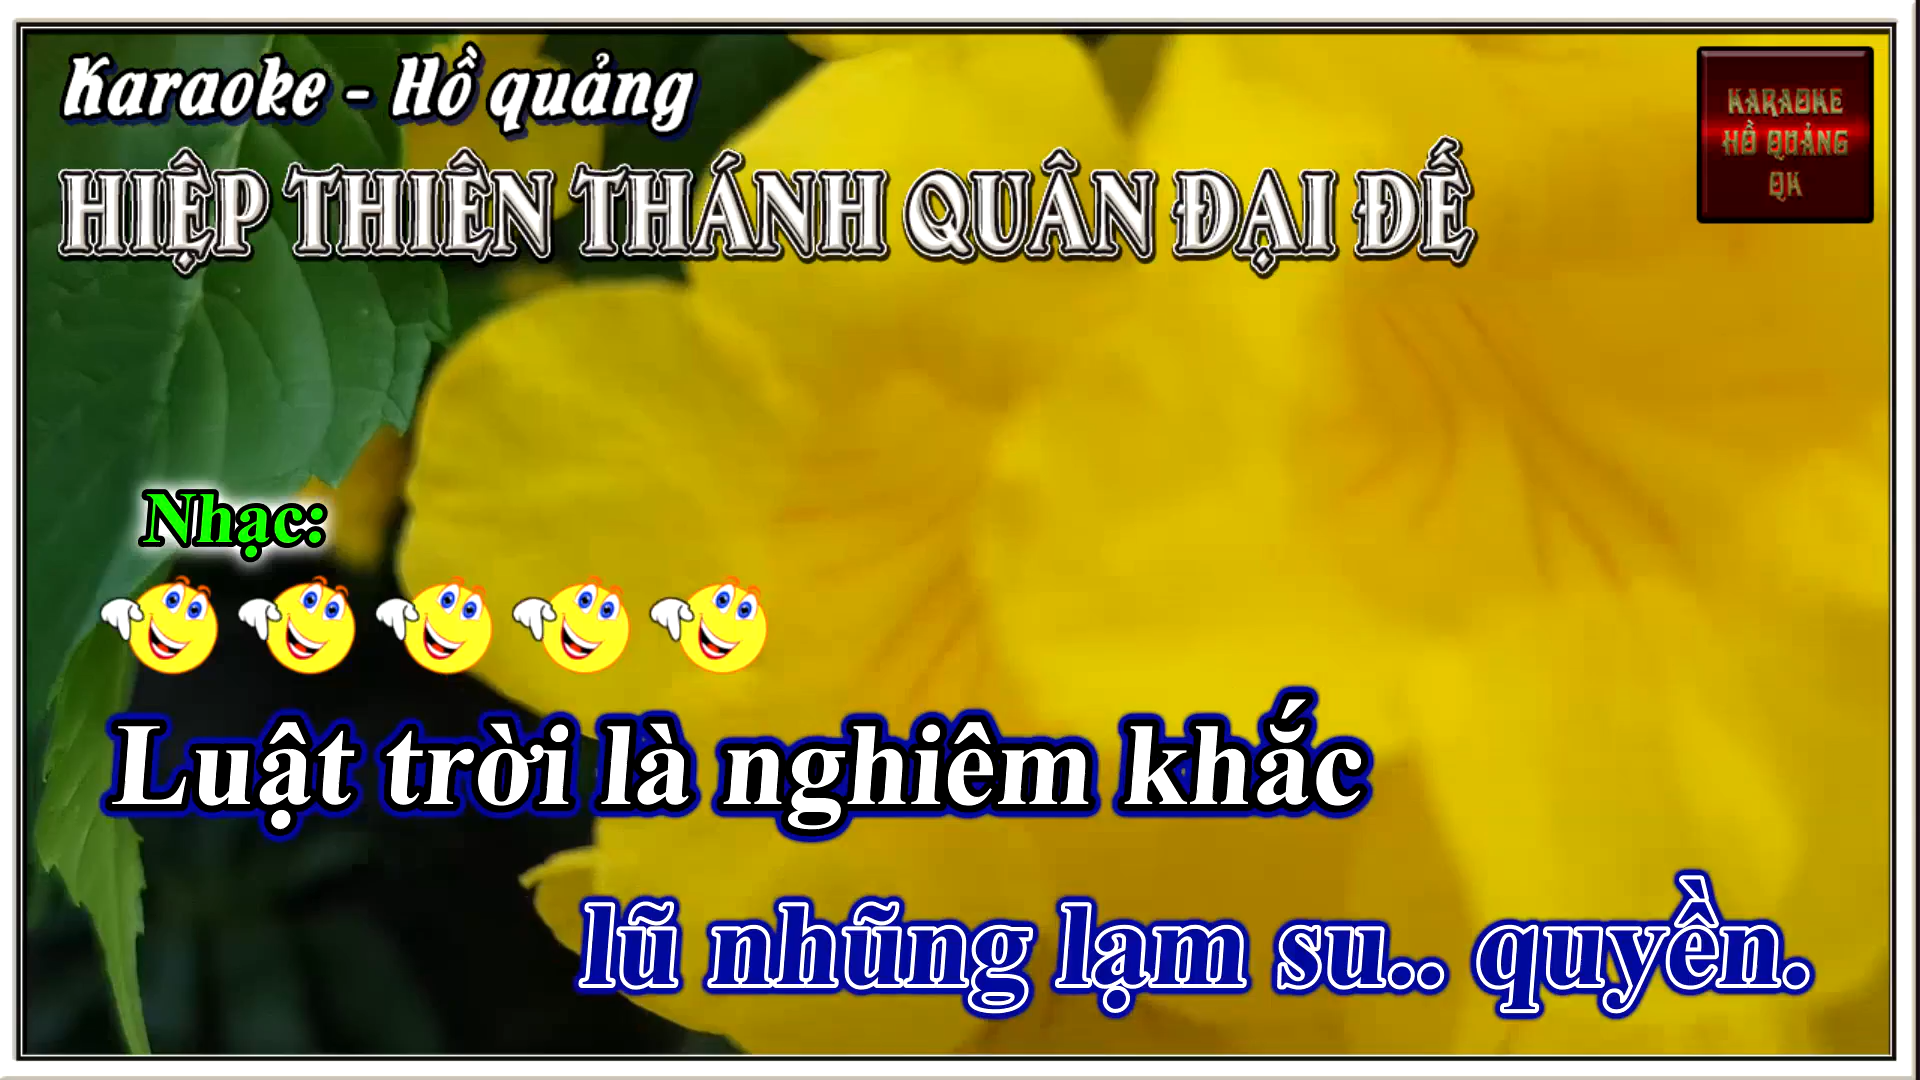 Karaoke - Hồ quảng
HIỆP THIÊN THÁNH QUÂN ĐẠI ĐẾ
KARAOKE
HỒ QUẢNG
QK
Nhạc:
Luật trời là nghiêm khắc
lũ nhũng lạm su.. quyền.